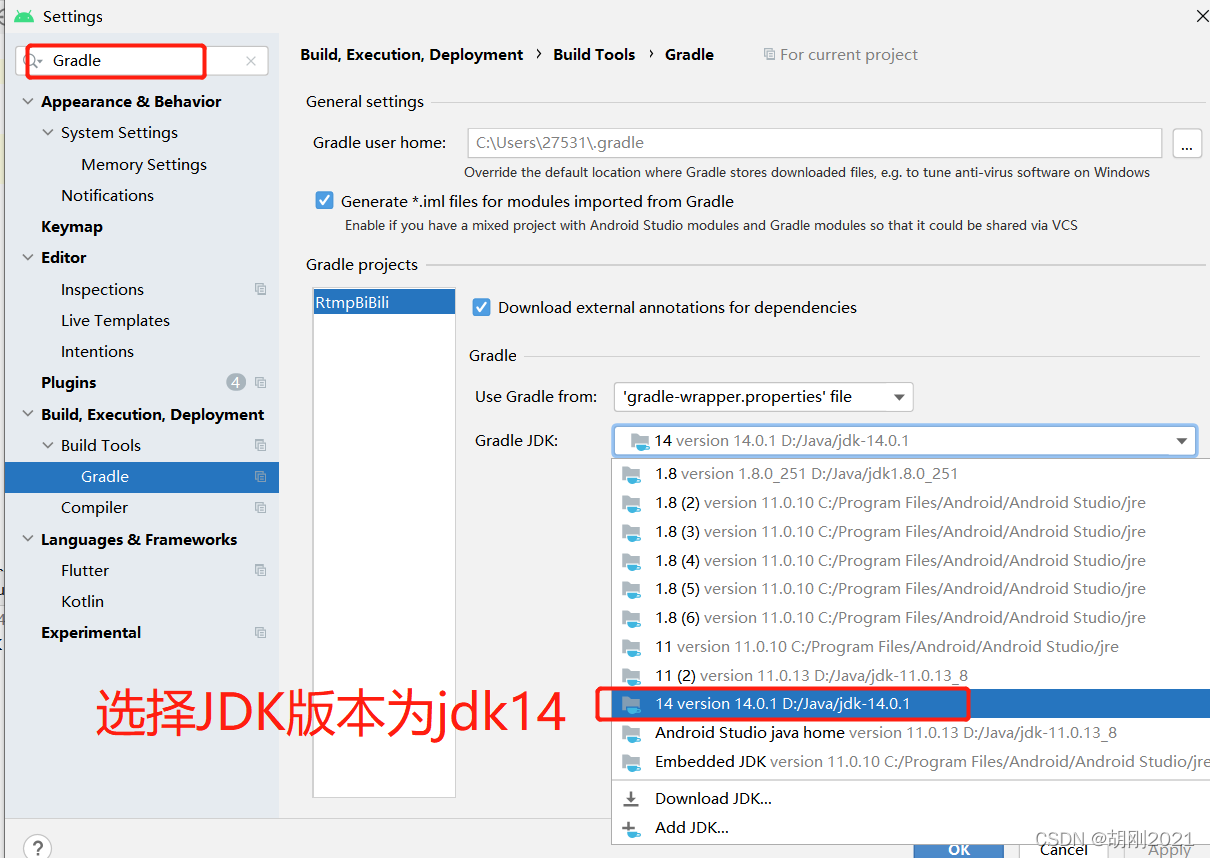 Settings
Gradle
Appearance & Behavior
System Settings
Memory Settings
Notifications
Keymap
Editor
Inspections
Live Templates
Intentions
Plugins 4
Build, Execution, Deployment
Build Tools
Gradle
Compiler
Languages & Frameworks
Flutter
Kotlin
Experimental
?
Build, Execution, Deployment › Build Tools › Gradle For current project
General settings
Gradle user home: C:\Users\27531\.gradle ...
Override the default location where Gradle stores downloaded files, e.g. to tune anti-virus software on Windows
Generate *.iml files for modules imported from Gradle
Enable if you have a mixed project with Android Studio modules and Gradle modules so that it could be shared via VCS
Gradle projects
RtmpBiBili
Download external annotations for dependencies
Gradle
Use Gradle from: 'gradle-wrapper.properties' file
Gradle JDK: 14 version 14.0.1 D:/Java/jdk-14.0.1
1.8 version 1.8.0_251 D:/Java/jdk1.8.0_251
1.8 (2) version 11.0.10 C:/Program Files/Android/Android Studio/jre
1.8 (3) version 11.0.10 C:/Program Files/Android/Android Studio/jre
1.8 (4) version 11.0.10 C:/Program Files/Android/Android Studio/jre
1.8 (5) version 11.0.10 C:/Program Files/Android/Android Studio/jre
1.8 (6) version 11.0.10 C:/Program Files/Android/Android Studio/jre
11 version 11.0.10 C:/Program Files/Android/Android Studio/jre
11 (2) version 11.0.13 D:/Java/jdk-11.0.13_8
14 version 14.0.1 D:/Java/jdk-14.0.1
选择JDK版本为jdk14
Android Studio java home version 11.0.13 D:/Java/jdk-11.0.13_8
Embedded JDK version 11.0.10 C:/Program Files/Android/Android Studio/jre
Download JDK...
Add JDK...
OK Cancel Apply
CSDN @胡刚2021